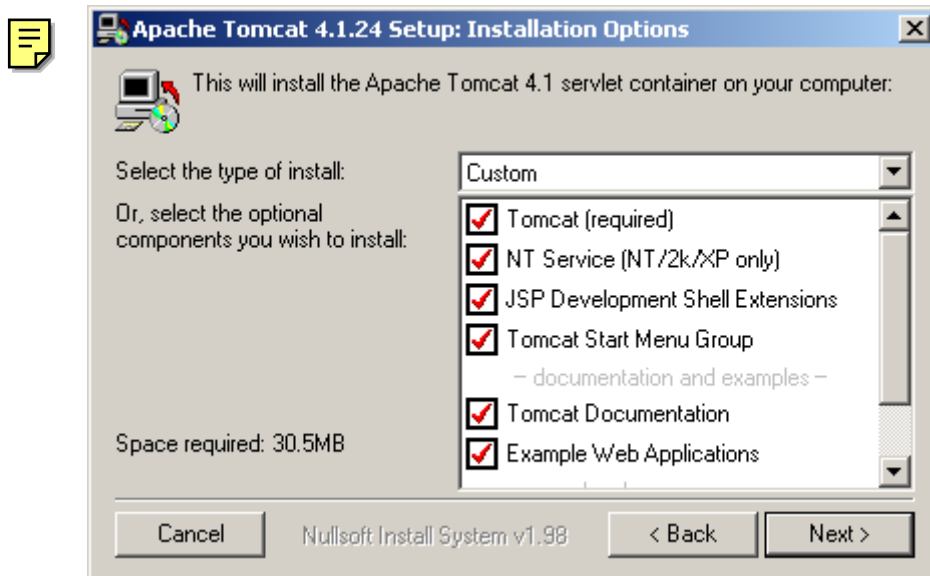 Apache Tomcat 4.1.24 Setup: Installation Options
This will install the Apache Tomcat 4.1 servlet container on your computer:
Select the type of install:
Custom
Or, select the optional
components you wish to install:
Tomcat (required)
NT Service (NT/2k/XP only)
JSP Development Shell Extensions
Tomcat Start Menu Group
– documentation and examples –
Tomcat Documentation
Example Web Applications
Space required: 30.5MB
Cancel
Nullsoft Install System v1.98
< Back
Next >